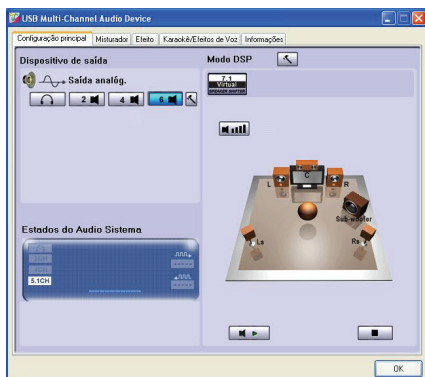 USB Multi-Channel Audio Device
Configuração principal Misturador Efeito Karaokê/Efeitos de Voz Informações
Dispositivo de saída
Saída analóg.
2 4 6
Estados do Audio Sistema
5.1CH
Modo DSP
7.1
Virtual
SPEAKER SHIFTER
L C R
Sub-woofer
Ls Rs
OK